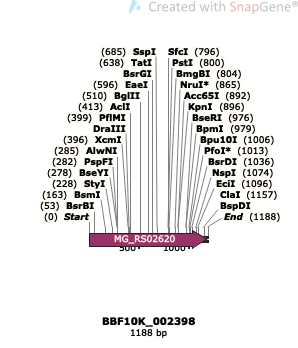 Created with SnapGene®
(685) SspI SfcI (796)
(638) TatI PstI (800)
BsrGI BmgBI (804)
(596) EaeI NruI* (865)
(510) BglII Acc65I (892)
(413) AclI KpnI (896)
(399) PflMI BseRI (976)
DraIII BpmI (979)
(396) XcmI Bpu10I (1006)
(285) AlwNI PfoI* (1013)
(282) PspFI BsrDI (1036)
(278) BseYI NspI (1074)
(228) StyI EciI (1096)
(163) BsmI ClaI (1157)
(53) BsrBI BspDI
(0) Start End (1188)
MG_RS02620
500 1000
BBF10K_002398
1188 bp